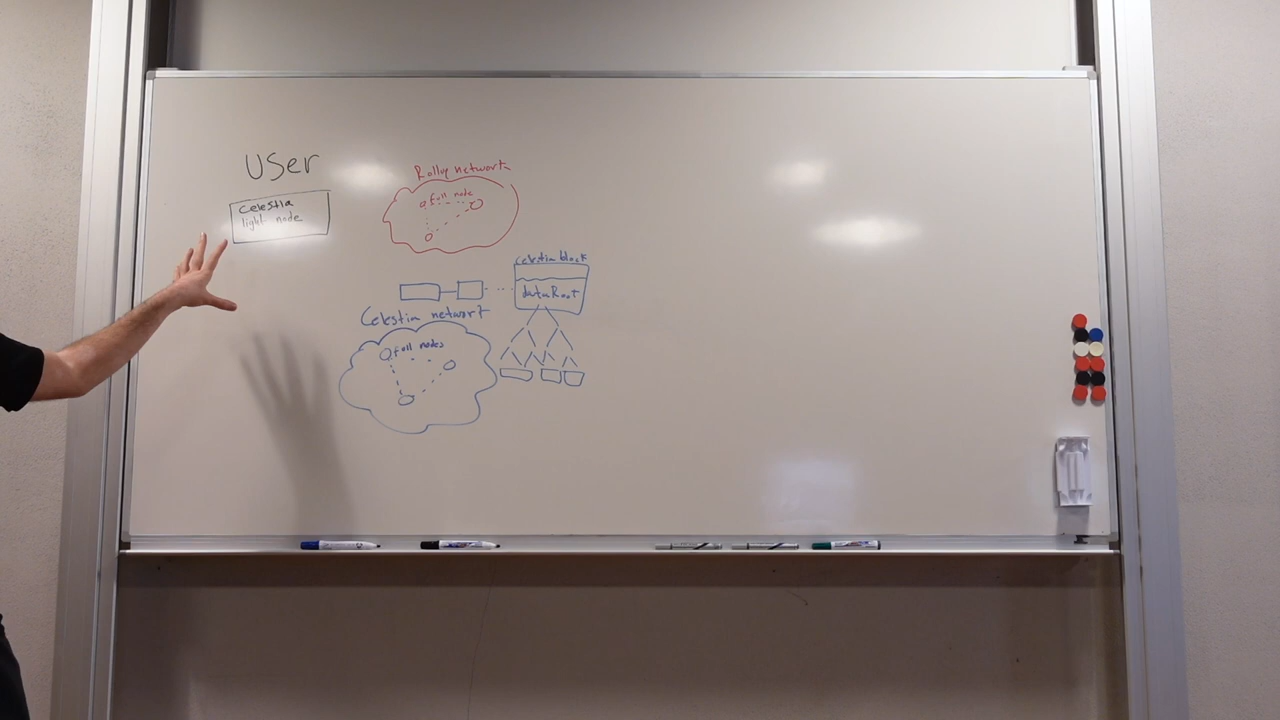 User
Celestia
light node
Rollup network
full node
celestia block
dataRoot
Celestia network
full nodes